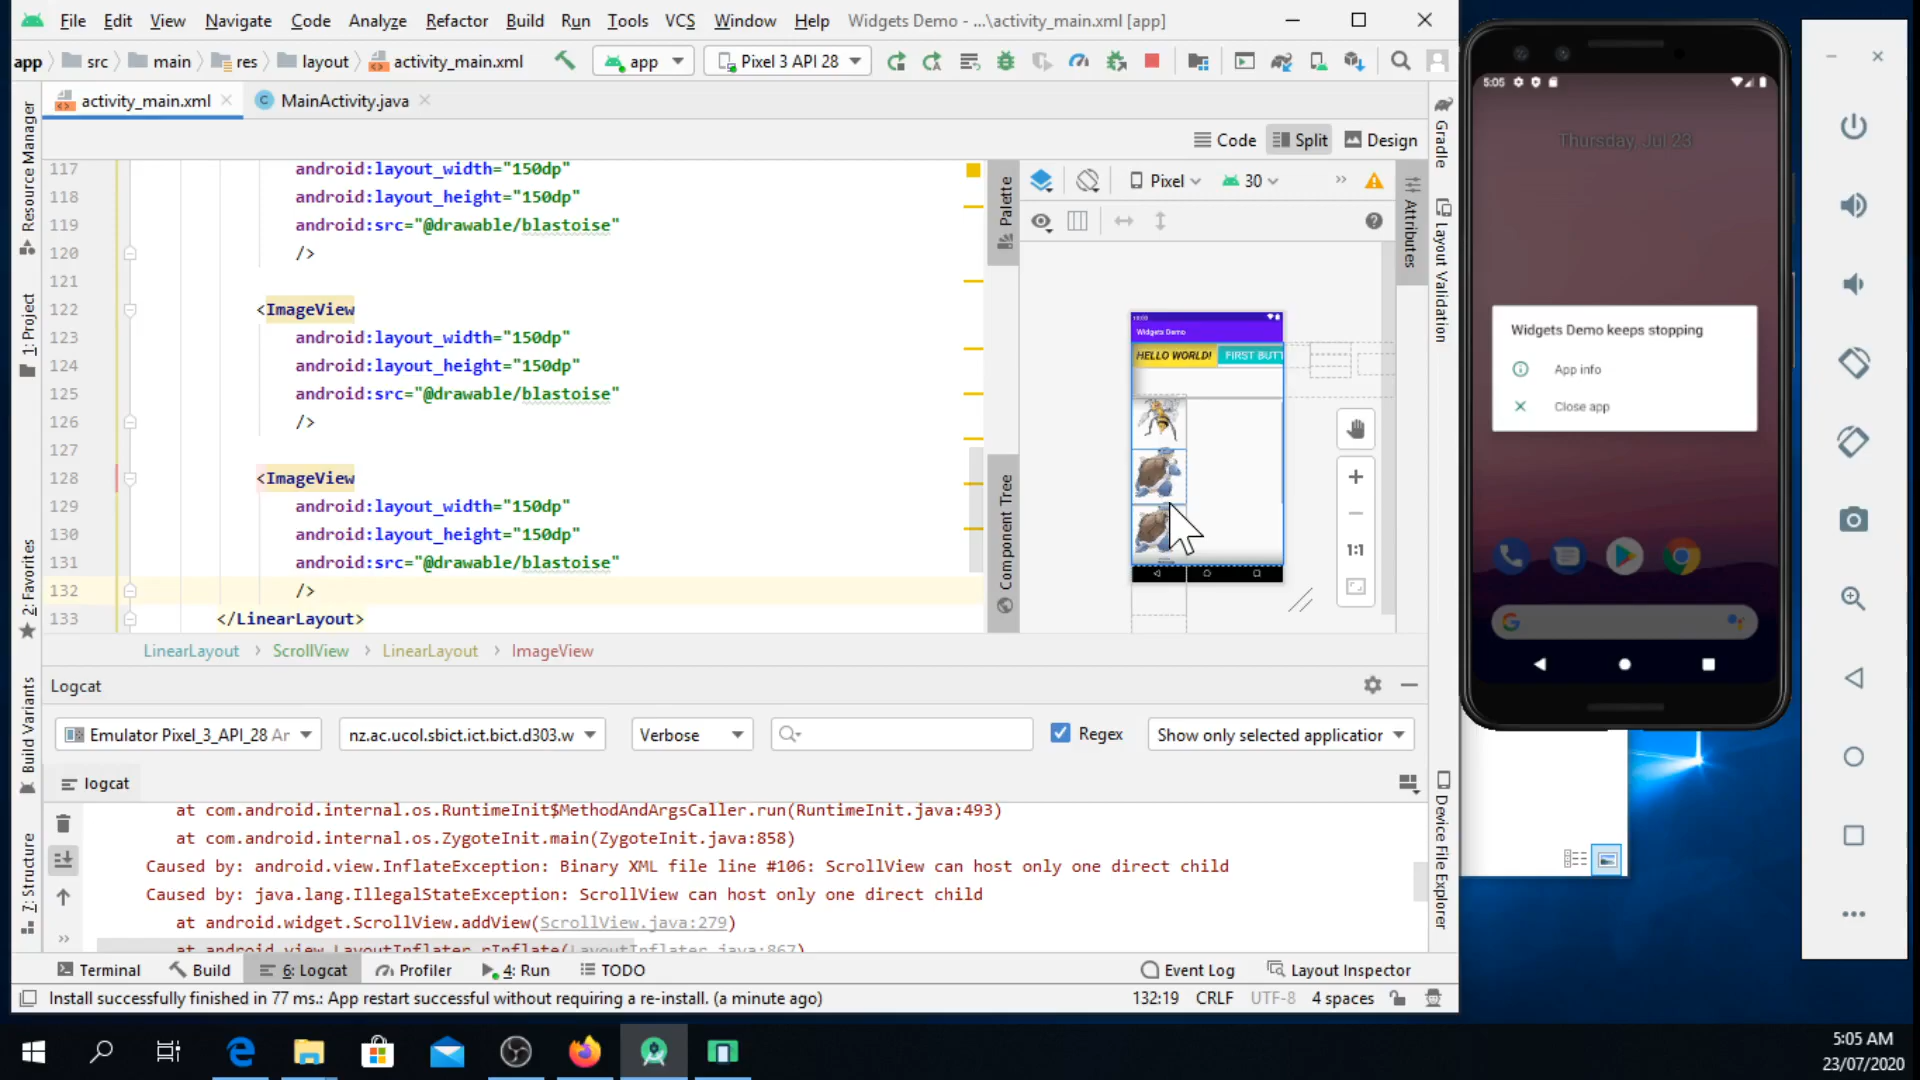 File Edit View Navigate Code Analyze Refactor Build Run Tools VCS Window Help Widgets Demo - ...\activity_main.xml [app]
app src main res layout activity_main.xml app Pixel 3 API 28
activity_main.xml MainActivity.java
Code Split Design
117 android:layout_width="150dp"
118 android:layout_height="150dp"
119 android:src="@drawable/blastoise"
120 />
121
122 <ImageView
123 android:layout_width="150dp"
124 android:layout_height="150dp"
125 android:src="@drawable/blastoise"
126 />
127
128 <ImageView
129 android:layout_width="150dp"
130 android:layout_height="150dp"
131 android:src="@drawable/blastoise"
132 />
133 </LinearLayout>
LinearLayout ScrollView LinearLayout ImageView
Resource Manager
1: Project
2: Favorites
Build Variants
7: Structure
Palette
Component Tree
Pixel 30
Widgets Demo
HELLO WORLD! FIRST BUTT
1:1
Attributes
Gradle
Layout Validation
Device File Explorer
Logcat
Emulator Pixel_3_API_28 Ar nz.ac.ucol.sbict.ict.bict.d303.w Verbose Regex Show only selected applicatior
logcat
at com.android.internal.os.RuntimeInit$MethodAndArgsCaller.run(RuntimeInit.java:493)
at com.android.internal.os.ZygoteInit.main(ZygoteInit.java:858)
Caused by: android.view.InflateException: Binary XML file line #106: ScrollView can host only one direct child
Caused by: java.lang.IllegalStateException: ScrollView can host only one direct child
at android.widget.ScrollView.addView(ScrollView.java:279)
at android.view.LayoutInflater.rInflate(LayoutInflater.java:867)
Terminal Build 6: Logcat Profiler 4: Run TODO Event Log Layout Inspector
Install successfully finished in 77 ms.: App restart successful without requiring a re-install. (a minute ago) 132:19 CRLF UTF-8 4 spaces
5:05
Thursday, Jul 23
Widgets Demo keeps stopping
App info
Close app
5:05 AM
23/07/2020